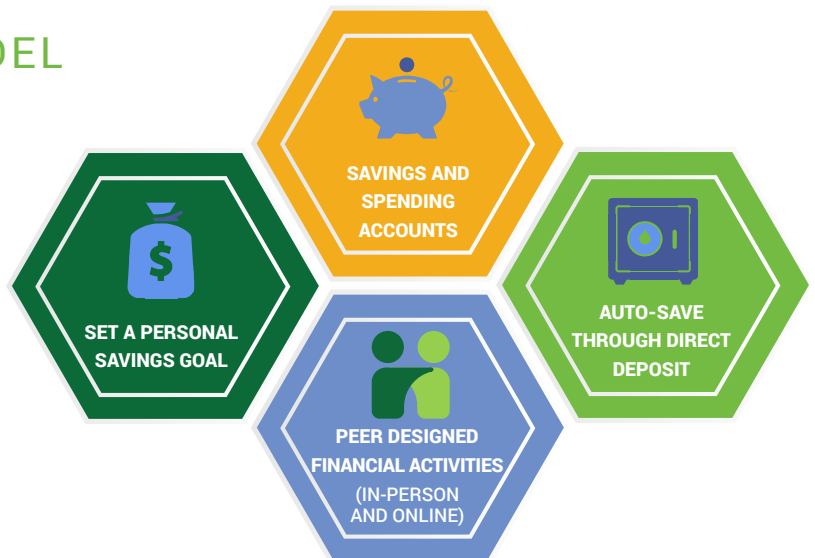 SAVINGS AND
SPENDING
ACCOUNTS
SET A PERSONAL
SAVINGS GOAL
$
AUTO-SAVE
THROUGH DIRECT
DEPOSIT
PEER DESIGNED
FINANCIAL ACTIVITIES
(IN-PERSON
AND ONLINE)